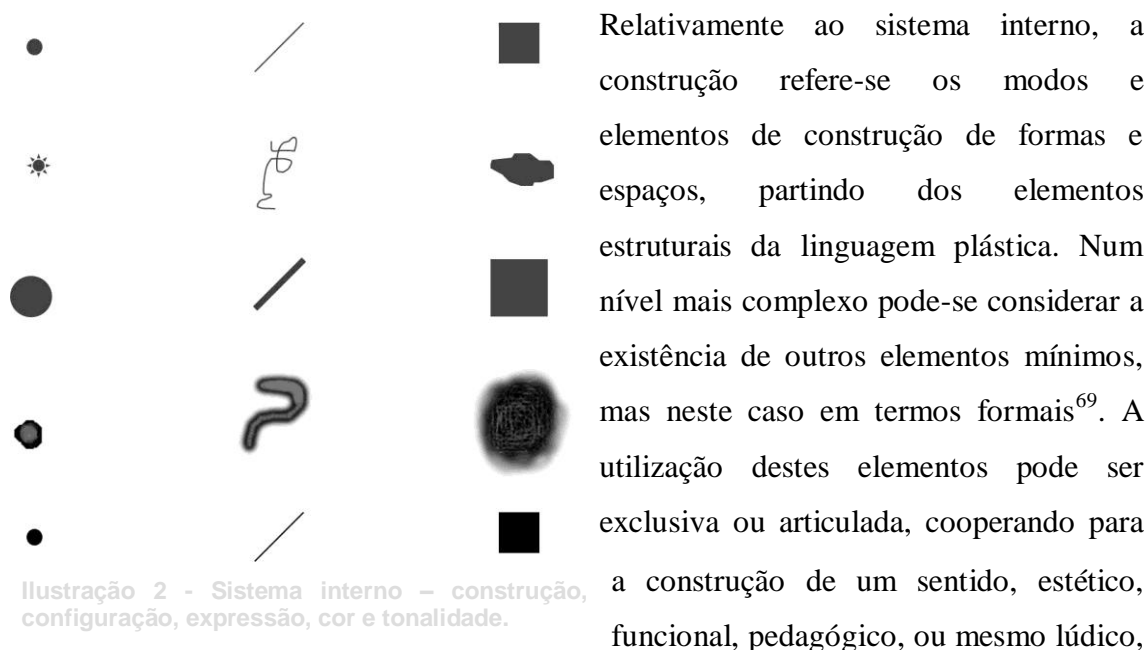 Relativamente ao sistema interno, a
construção refere-se os modos e
elementos de construção de formas e
espaços, partindo dos elementos
estruturais da linguagem plástica. Num
nível mais complexo pode-se considerar a
existência de outros elementos mínimos,
mas neste caso em termos formais69. A
utilização destes elementos pode ser
exclusiva ou articulada, cooperando para
a construção de um sentido, estético,
funcional, pedagógico, ou mesmo lúdico,
Ilustração 2 - Sistema interno – construção,
configuração, expressão, cor e tonalidade.